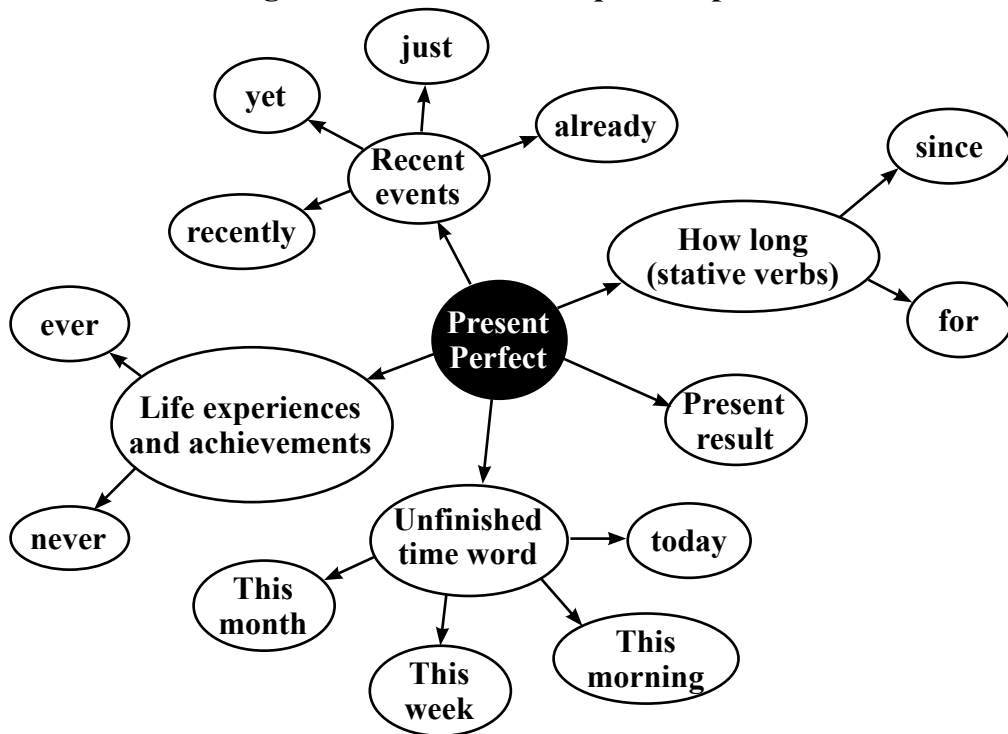 just
yet
already
Recent
events
since
recently
How long
(stative verbs)
ever
Present
Perfect
for
Life experiences
and achievements
Present
result
never
Unfinished
time word
today
This
month
This
morning
This
week